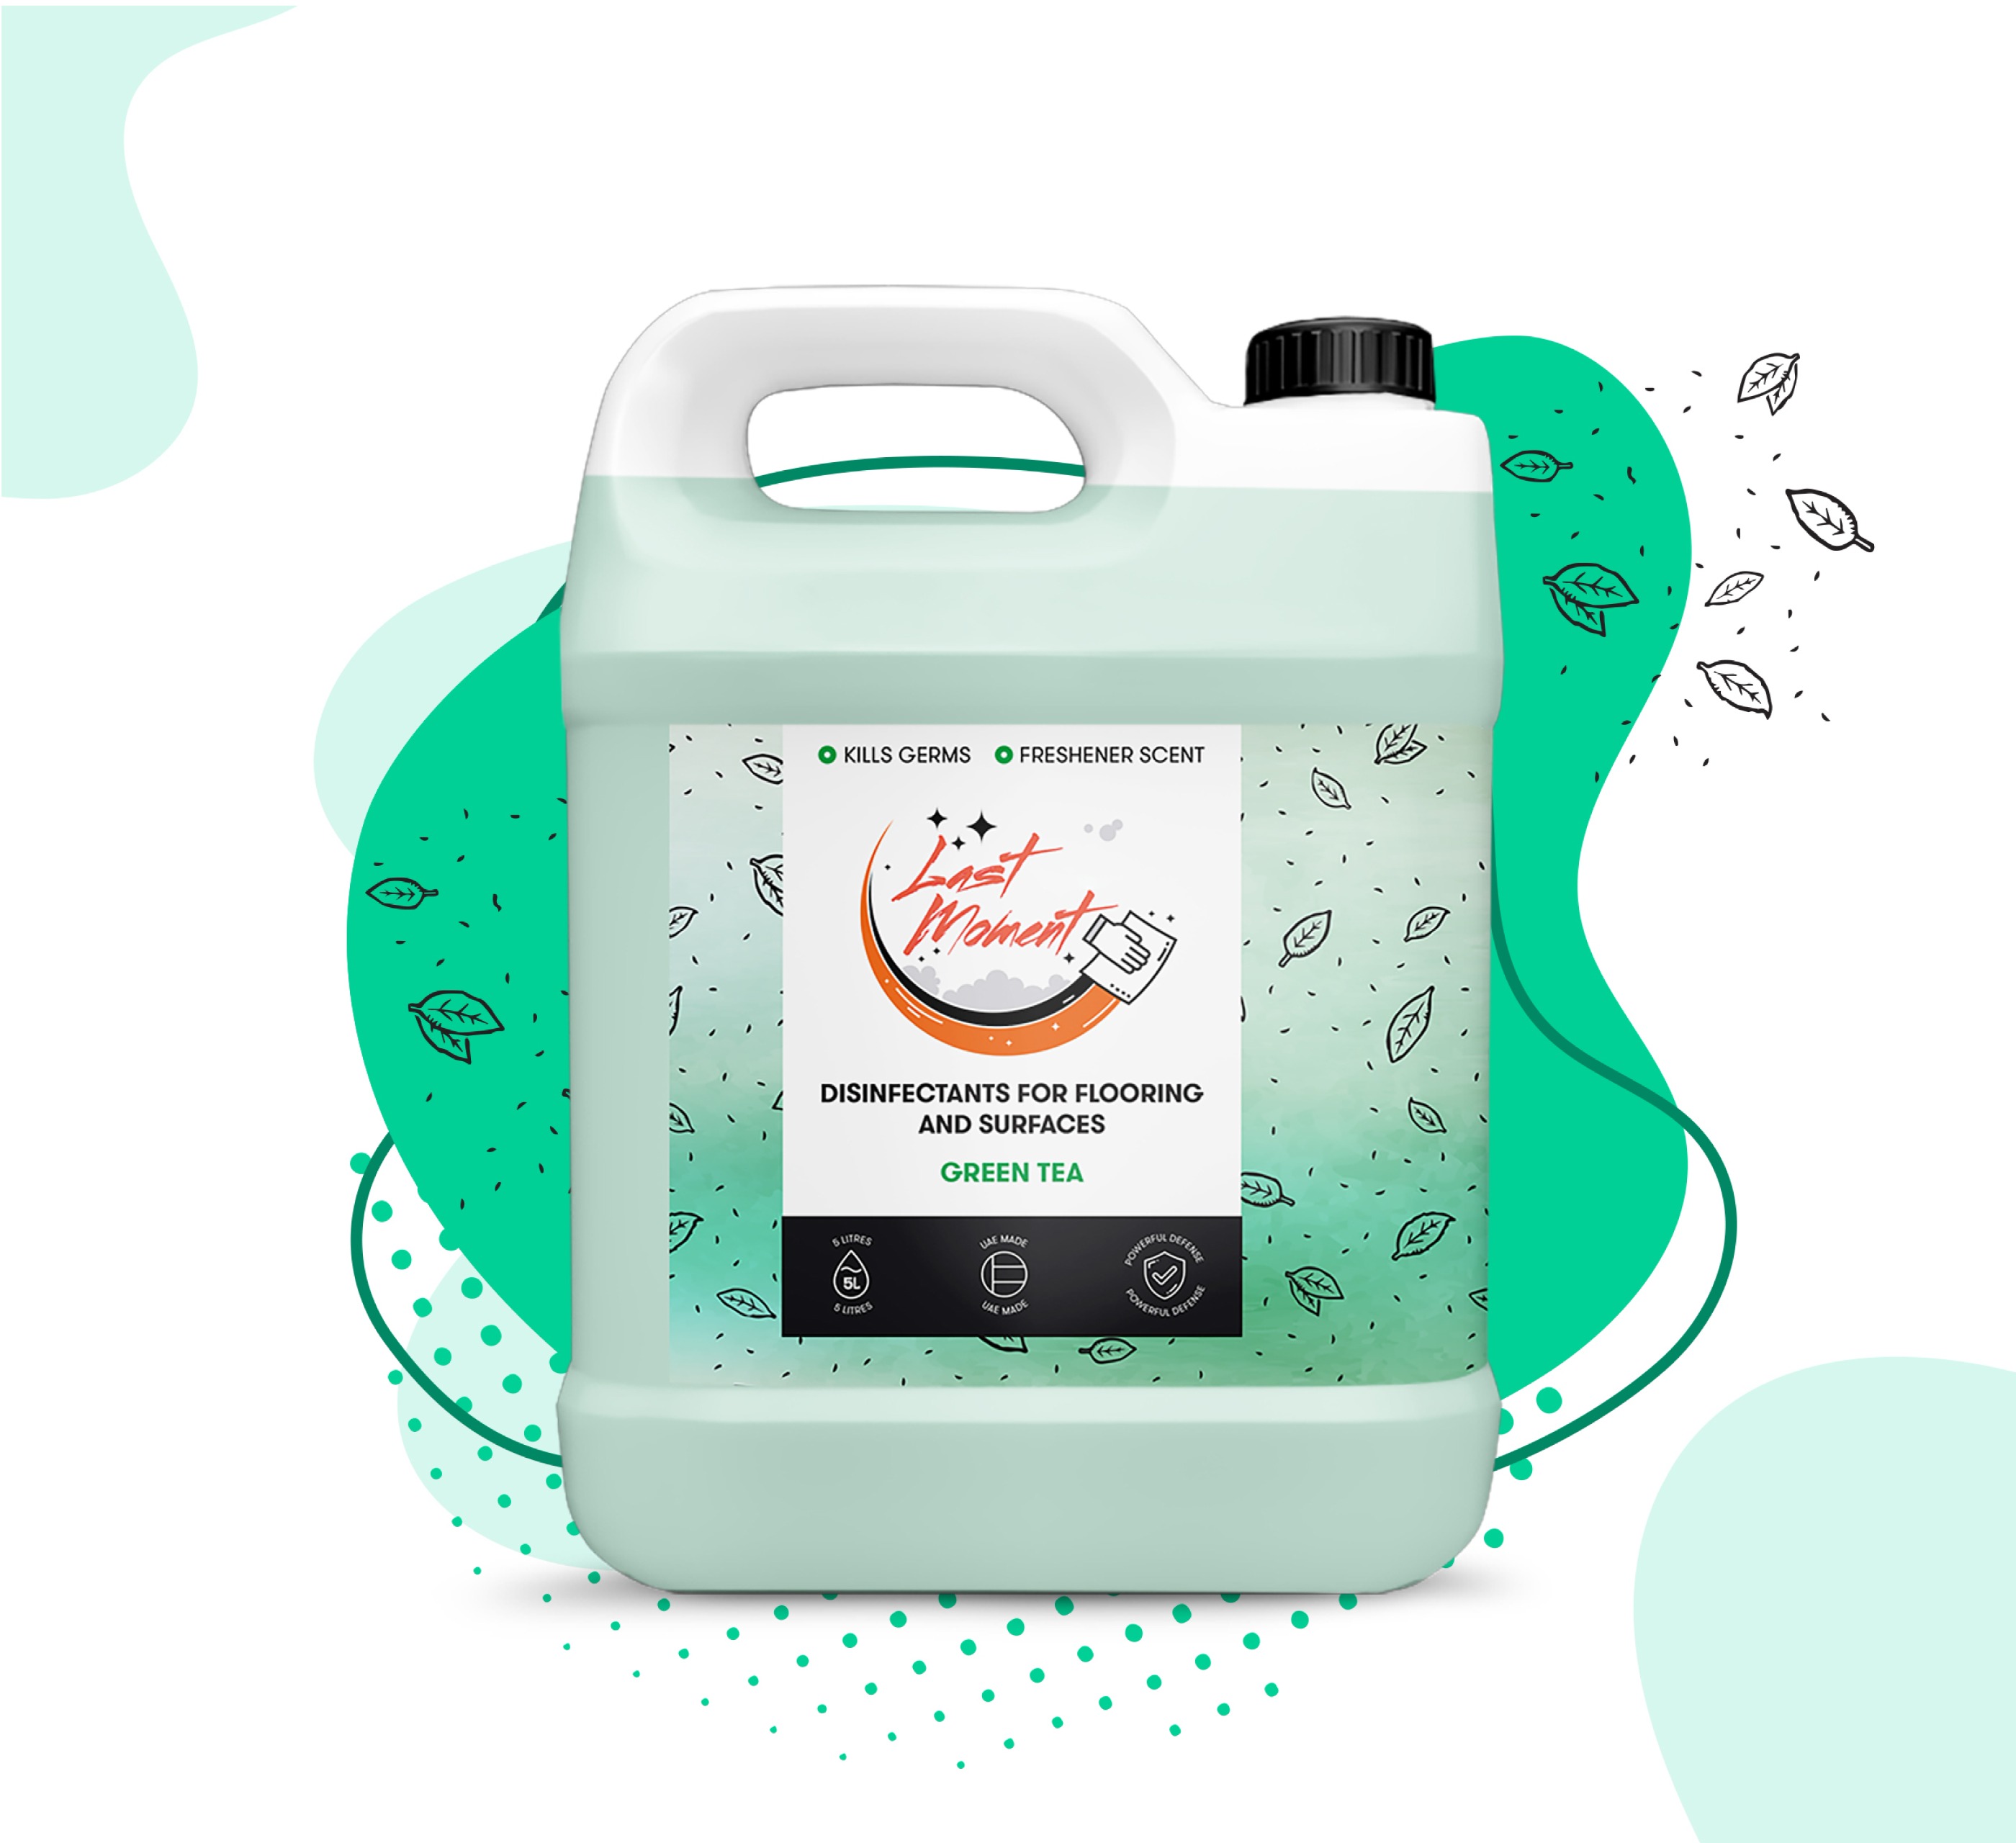 KILLS GERMS FRESHENER SCENT
Last
Moment
DISINFECTANTS FOR FLOORING
AND SURFACES
GREEN TEA
5 LITRES
5L
5 LITRES
UAE MADE
UAE MADE
POWERFUL DEFENSE
POWERFUL DEFENSE